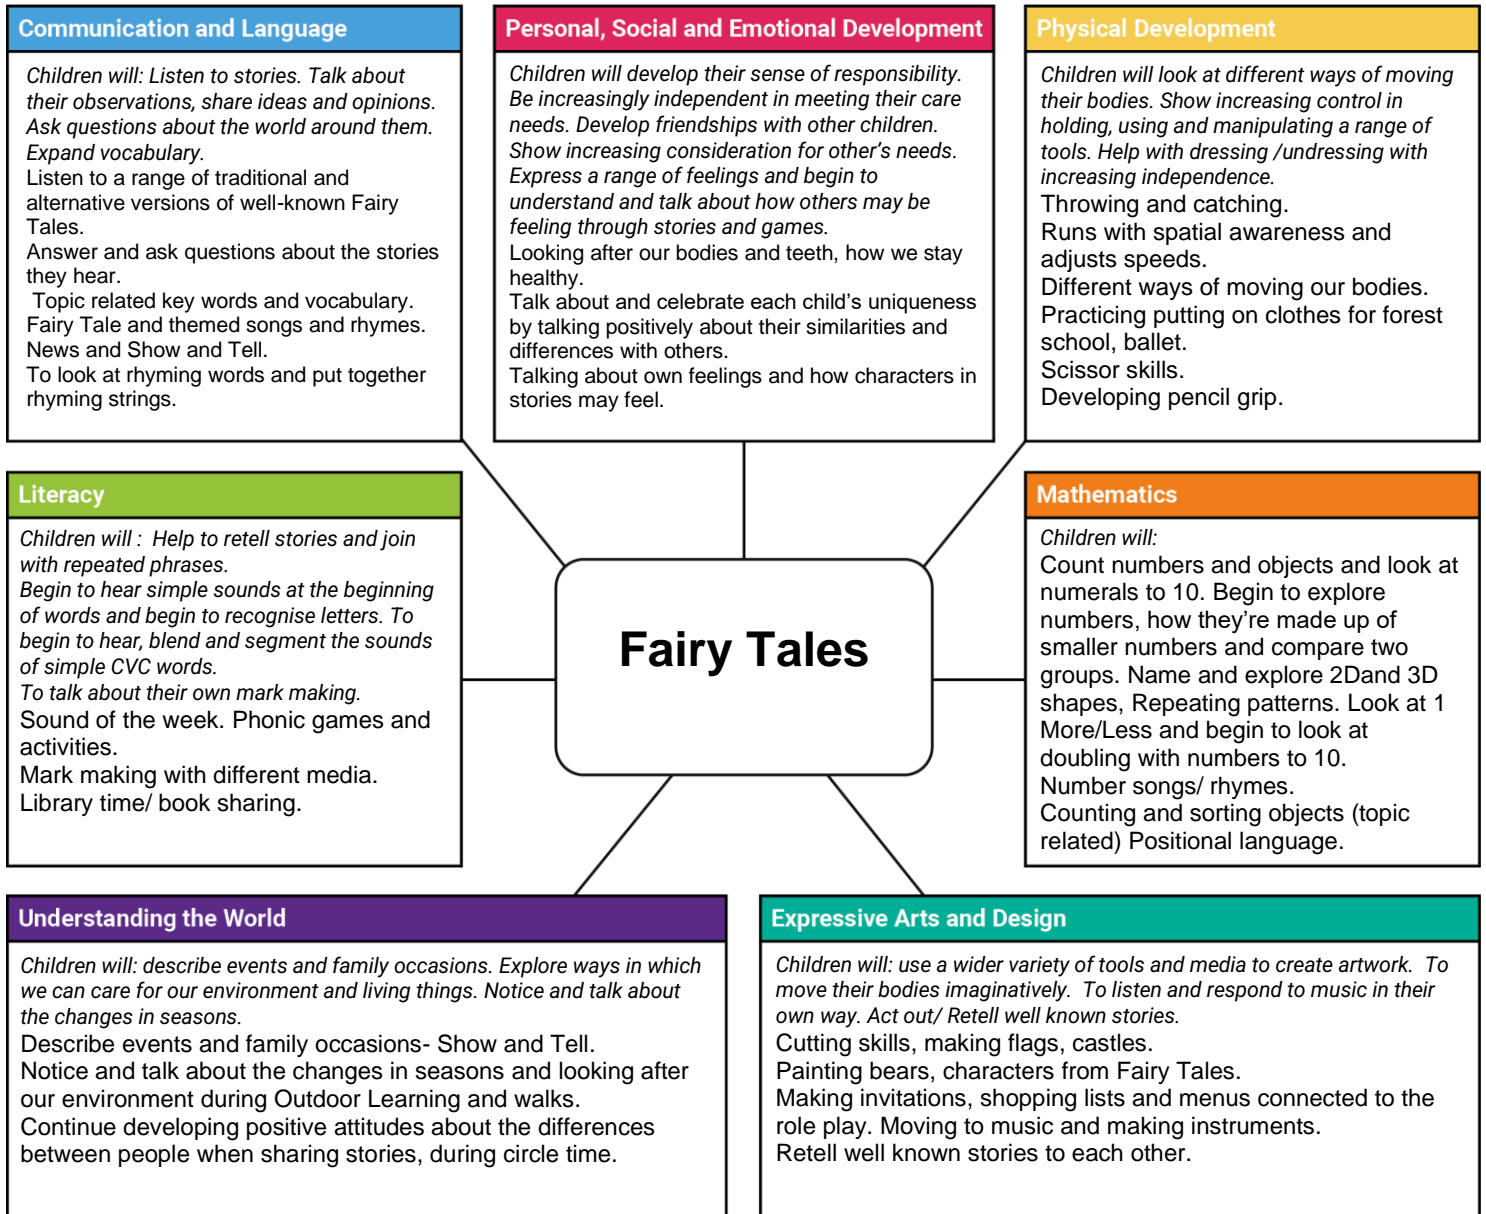 Communication and Language
Children will: Listen to stories. Talk about
their observations, share ideas and opinions.
Ask questions about the world around them.
Expand vocabulary.
Listen to a range of traditional and
alternative versions of well-known Fairy
Tales.
Answer and ask questions about the stories
they hear.
Topic related key words and vocabulary.
Fairy Tale and themed songs and rhymes.
News and Show and Tell.
To look at rhyming words and put together
rhyming strings.
Personal, Social and Emotional Development
Children will develop their sense of responsibility.
Be increasingly independent in meeting their care
needs. Develop friendships with other children.
Show increasing consideration for other's needs.
Express a range of feelings and begin to
understand and talk about how others may be
feeling through stories and games.
Looking after our bodies and teeth, how we stay
healthy.
Talk about and celebrate each child's uniqueness
by talking positively about their similarities and
differences with others.
Talking about own feelings and how characters in
stories may feel.
Physical Development
Children will look at different ways of moving
their bodies. Show increasing control in
holding, using and manipulating a range of
tools. Help with dressing /undressing with
increasing independence.
Throwing and catching.
Runs with spatial awareness and
adjusts speeds.
Different ways of moving our bodies.
Practicing putting on clothes for forest
school, ballet.
Scissor skills.
Developing pencil grip.
Literacy
Children will :  Help to retell stories and join
with repeated phrases.
Begin to hear simple sounds at the beginning
of words and begin to recognise letters. To
begin to hear, blend and segment the sounds
of simple CVC words.
To talk about their own mark making.
Sound of the week. Phonic games and
activities.
Mark making with different media.
Library time/ book sharing.
Fairy Tales
Mathematics
Children will:
Count numbers and objects and look at
numerals to 10. Begin to explore
numbers, how they're made up of
smaller numbers and compare two
groups. Name and explore 2Dand 3D
shapes, Repeating patterns. Look at 1
More/Less and begin to look at
doubling with numbers to 10.
Number songs/ rhymes.
Counting and sorting objects (topic
related) Positional language.
Understanding the World
Children will: describe events and family occasions. Explore ways in which
we can care for our environment and living things. Notice and talk about
the changes in seasons.
Describe events and family occasions- Show and Tell.
Notice and talk about the changes in seasons and looking after
our environment during Outdoor Learning and walks.
Continue developing positive attitudes about the differences
between people when sharing stories, during circle time.
Expressive Arts and Design
Children will: use a wider variety of tools and media to create artwork.  To
move their bodies imaginatively.  To listen and respond to music in their
own way. Act out/ Retell well known stories.
Cutting skills, making flags, castles.
Painting bears, characters from Fairy Tales.
Making invitations, shopping lists and menus connected to the
role play. Moving to music and making instruments.
Retell well known stories to each other.